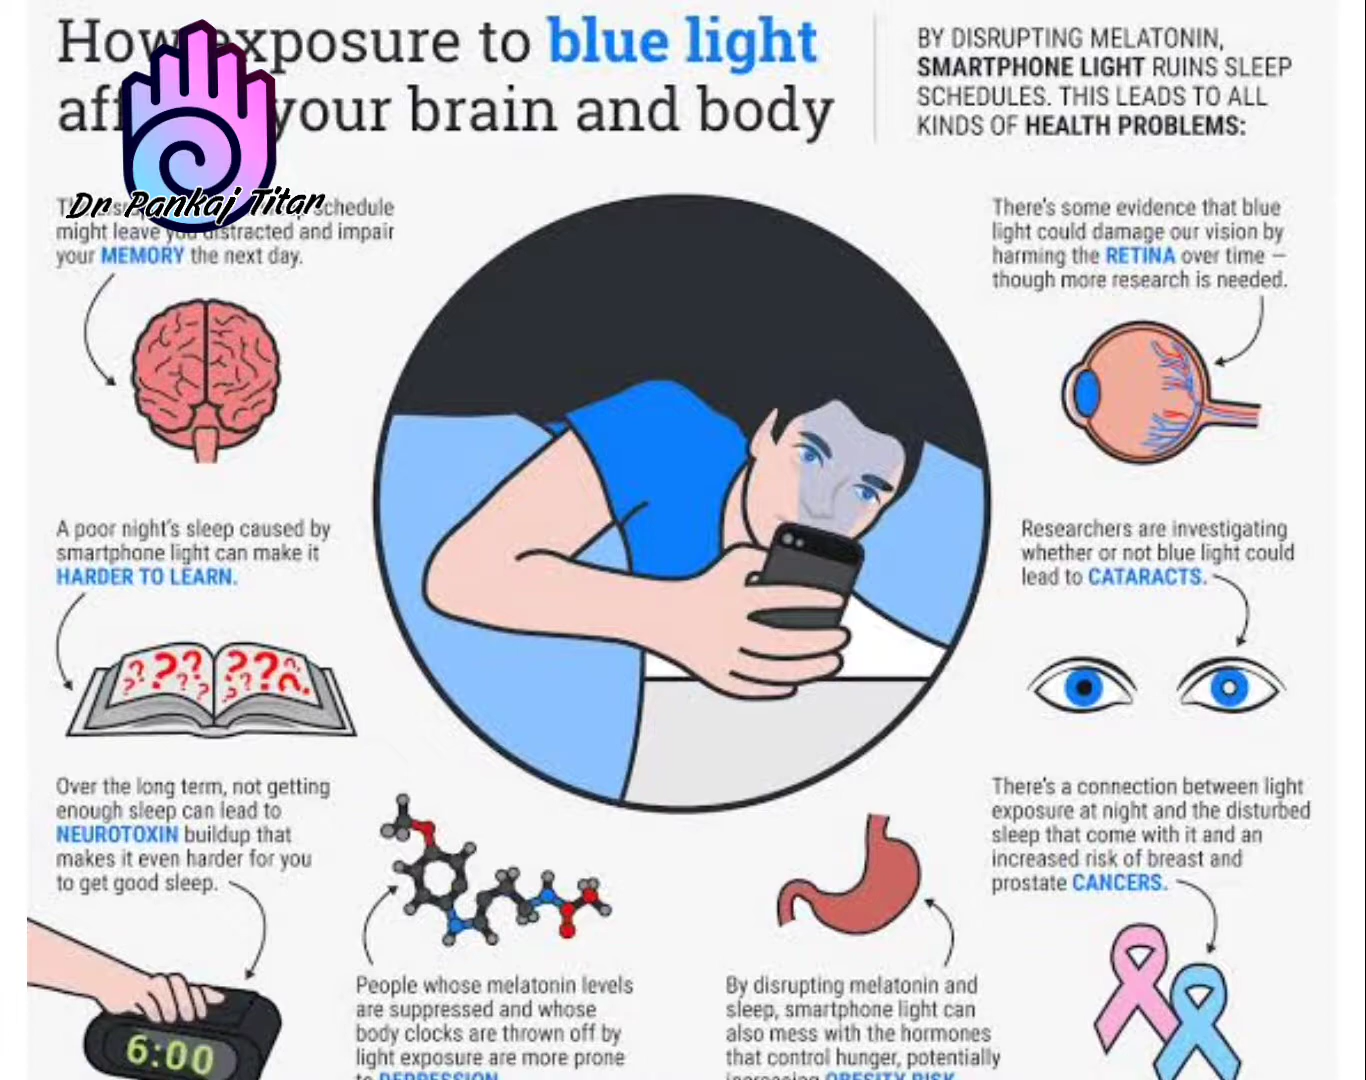 How exposure to blue light
your brain and body
BY DISRUPTING MELATONIN,
SMARTPHONE LIGHT RUINS SLEEP
SCHEDULES. THIS LEADS TO ALL
KINDS OF HEALTH PROBLEMS:
Dr Pankaj Titar
schedule
might leave you distracted and impair
your MEMORY the next day.
There's some evidence that blue
light could damage our vision by
harming the RETINA over time –
though more research is needed.
A poor night's sleep caused by
smartphone light can make it
HARDER TO LEARN.
Researchers are investigating
whether or not blue light could
lead to CATARACTS.
??????
??????
Over the long term, not getting
enough sleep can lead to
NEUROTOXIN buildup that
makes it even harder for you
to get good sleep.
There's a connection between light
exposure at night and the disturbed
sleep that come with it and an
increased risk of breast and
prostate CANCERS.
6:00
People whose melatonin levels
are suppressed and whose
body clocks are thrown off by
light exposure are more prone
to DEPRESSION
By disrupting melatonin and
sleep, smartphone light can
also mess with the hormones
that control hunger, potentially
increasing OBESITY RISK